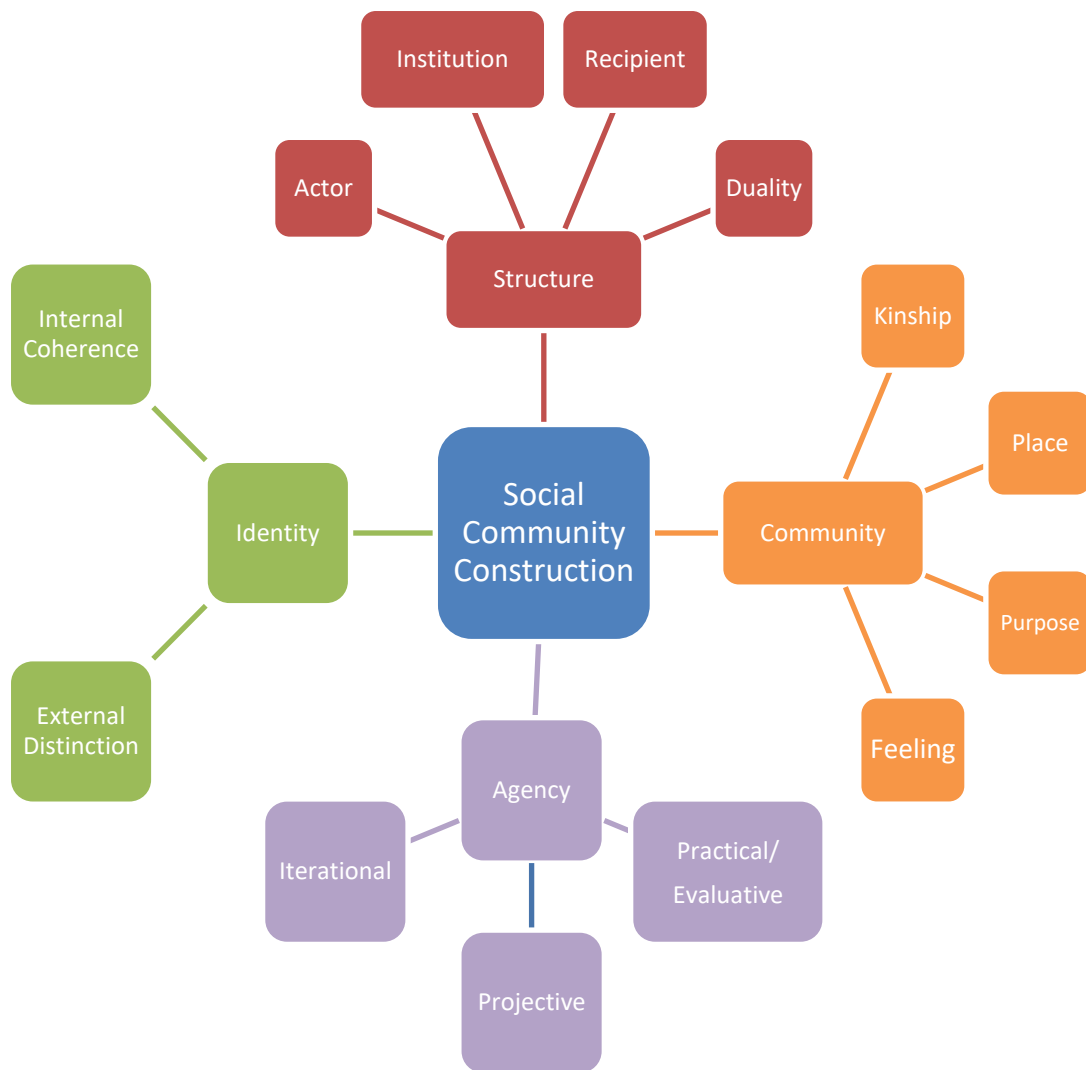 Institution
Recipient
Actor
Duality
Structure
Internal
Coherence
Kinship
Place
Social
Community
Construction
Identity
Community
Purpose
External
Distinction
Feeling
Agency
Iterational
Practical/
Evaluative
Projective